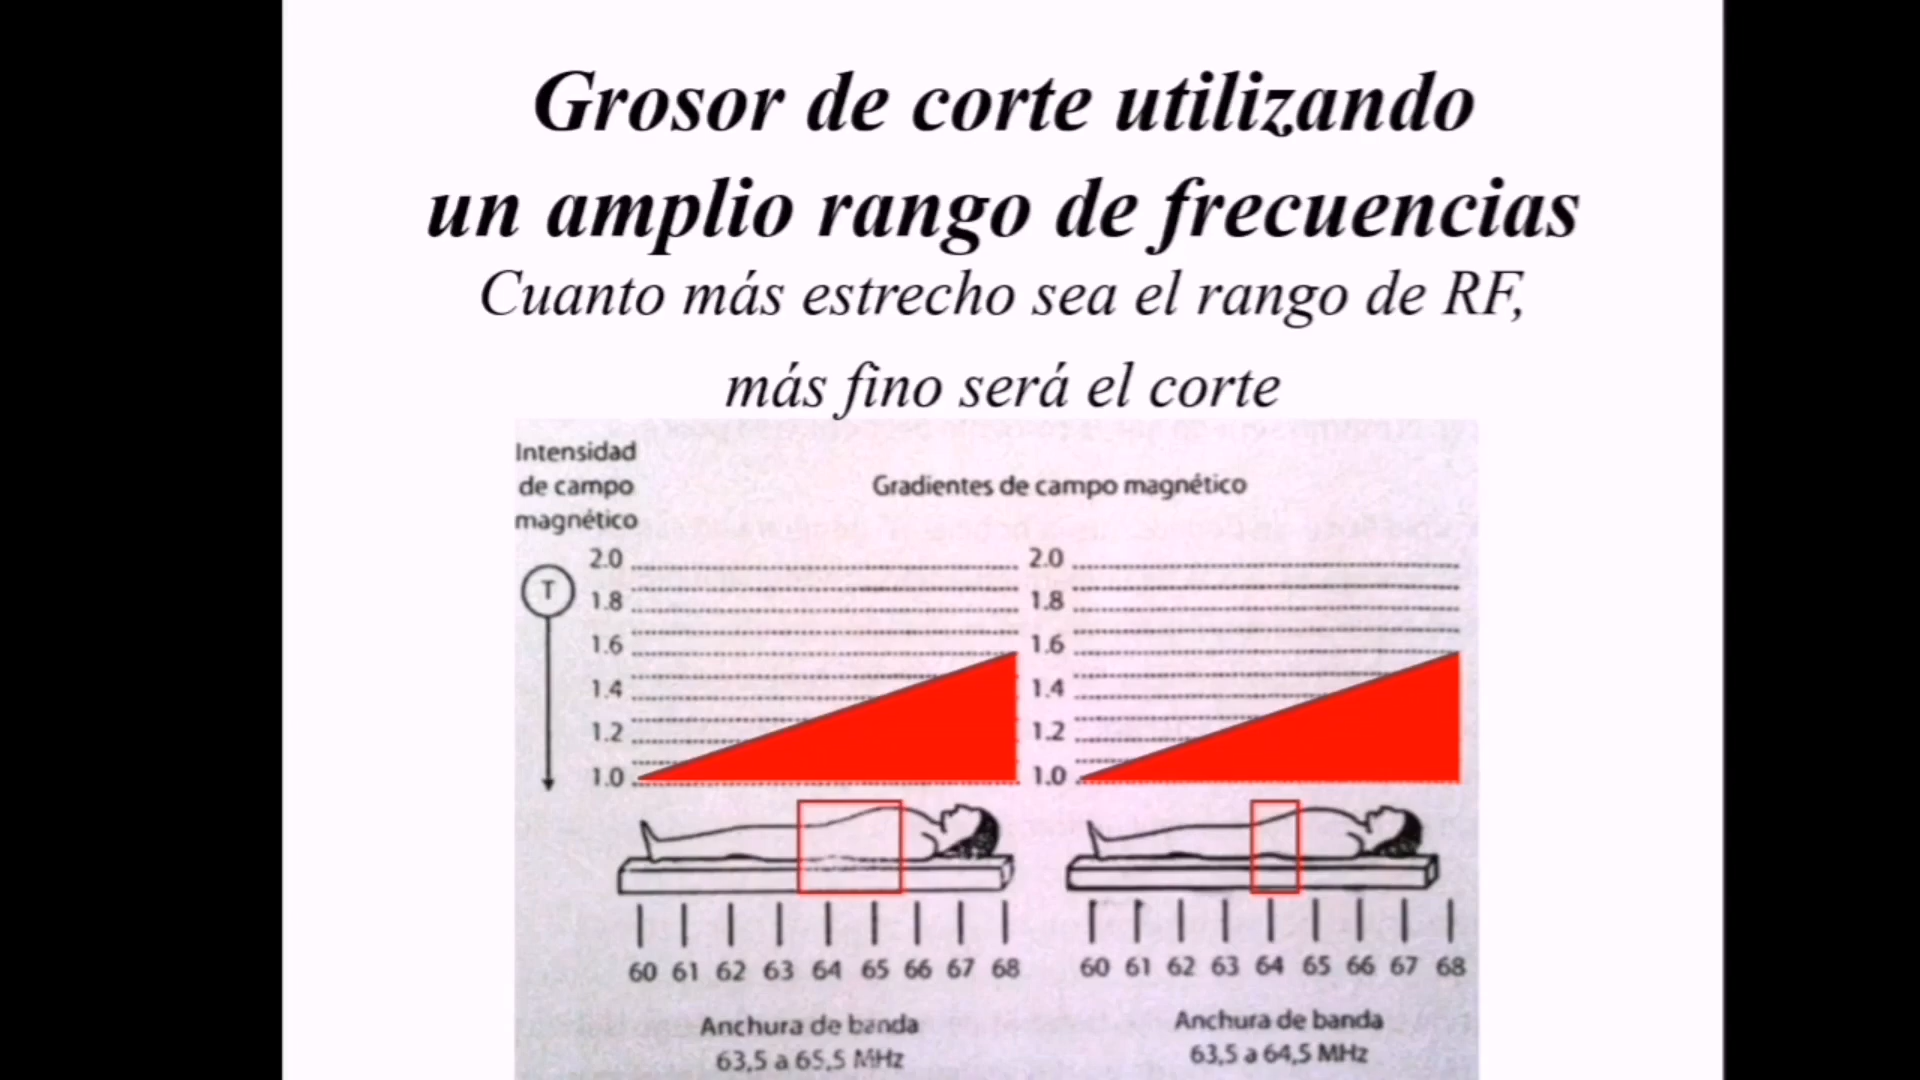 Grosor de corte utilizando
un amplio rango de frecuencias
Cuanto más estrecho sea el rango de RF,
más fino será el corte
Intensidad
de campo
magnético
Gradientes de campo magnético
T
2.0
1.8
1.6
1.4
1.2
1.0
2.0
1.8
1.6
1.4
1.2
1.0
60 61 62 63 64 65 66 67 68
60 61 62 63 64 65 66 67 68
Anchura de banda
63,5 a 65,5 MHz
Anchura de banda
63,5 a 64,5 MHz